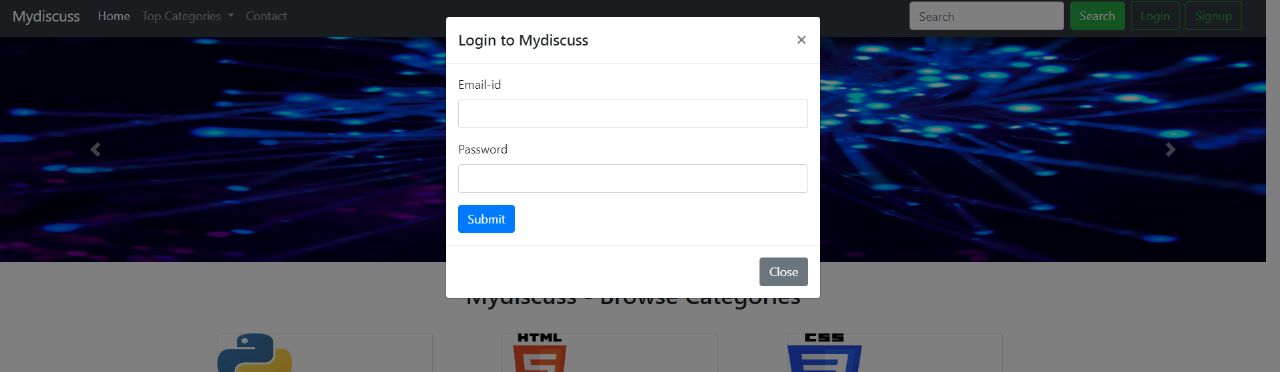 Mydiscuss Home Top Categories Contact Search Search Login Signup
Login to Mydiscuss ×
Email-id
Password
Submit
Close
Mydiscuss - Browse Categories
HTML CSS